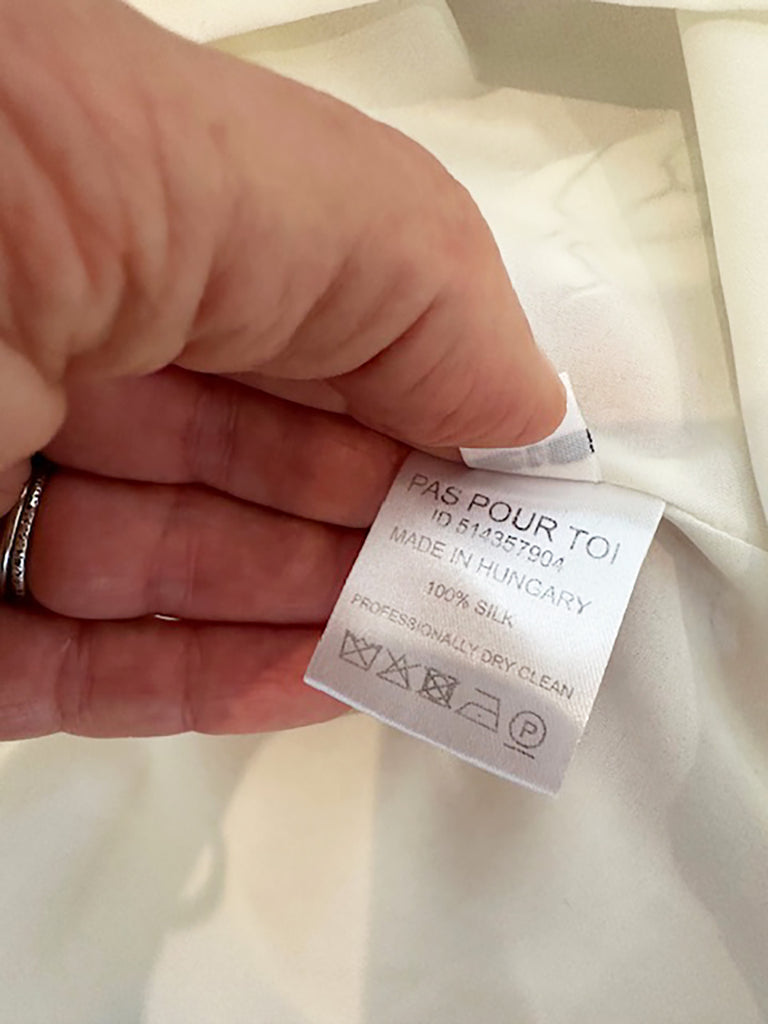 PAS POUR TOI
ID 514357904
MADE IN HUNGARY
100% SILK
PROFESSIONALLY DRY CLEAN
P